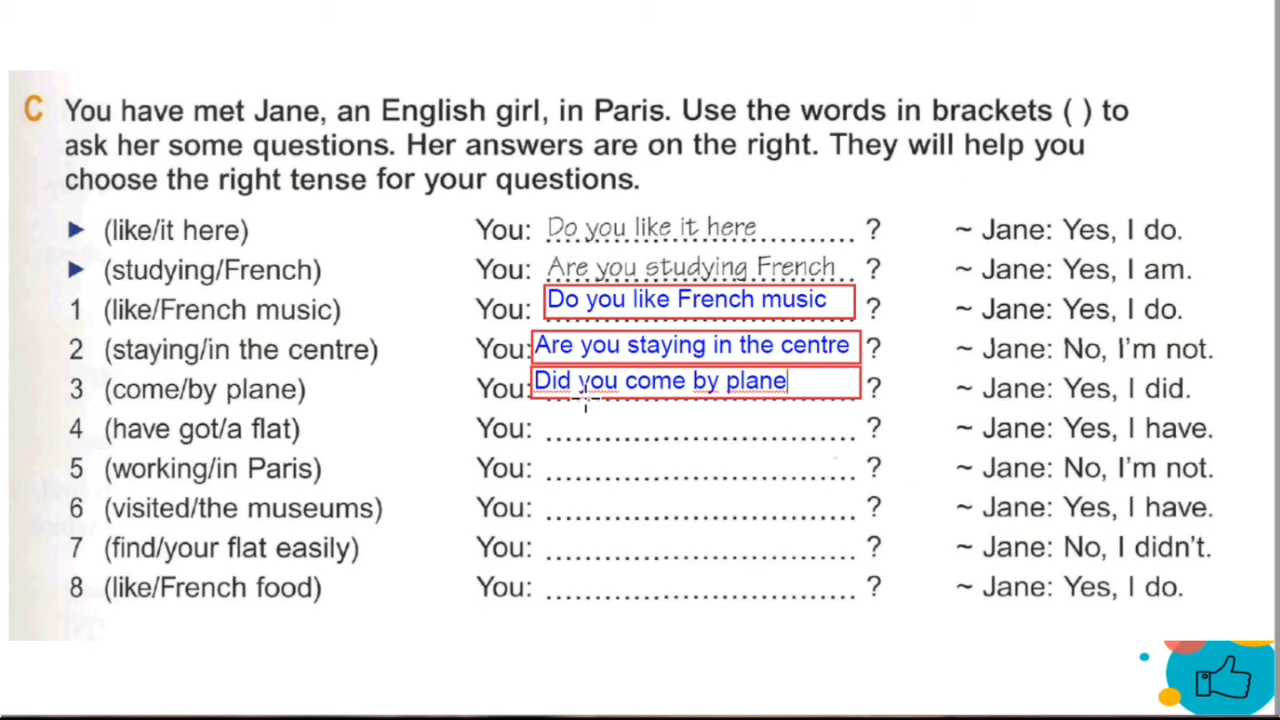 C You have met Jane, an English girl, in Paris. Use the words in brackets ( ) to
ask her some questions. Her answers are on the right. They will help you
choose the right tense for your questions.
► (like/it here) You: Do you like it here ? ~ Jane: Yes, I do.
► (studying/French) You: Are you studying French ? ~ Jane: Yes, I am.
1 (like/French music) You: Do you like French music ? ~ Jane: Yes, I do.
2 (staying/in the centre) You: Are you staying in the centre ? ~ Jane: No, I'm not.
3 (come/by plane) You: Did you come by plane ? ~ Jane: Yes, I did.
4 (have got/a flat) You: .......................................... ? ~ Jane: Yes, I have.
5 (working/in Paris) You: .......................................... ? ~ Jane: No, I'm not.
6 (visited/the museums) You: .......................................... ? ~ Jane: Yes, I have.
7 (find/your flat easily) You: .......................................... ? ~ Jane: No, I didn't.
8 (like/French food) You: .......................................... ? ~ Jane: Yes, I do.